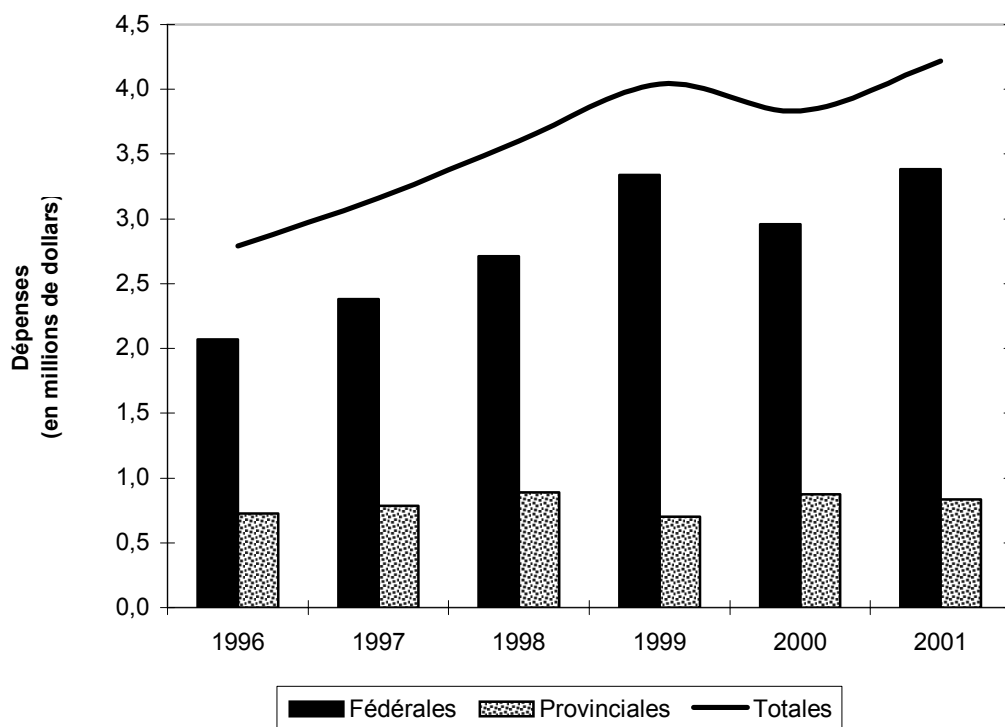 4,5
4,0
3,5
3,0
2,5
2,0
1,5
1,0
0,5
0,0
Dépenses
(en millions de dollars)
1996 1997 1998 1999 2000 2001
Fédérales Provinciales Totales